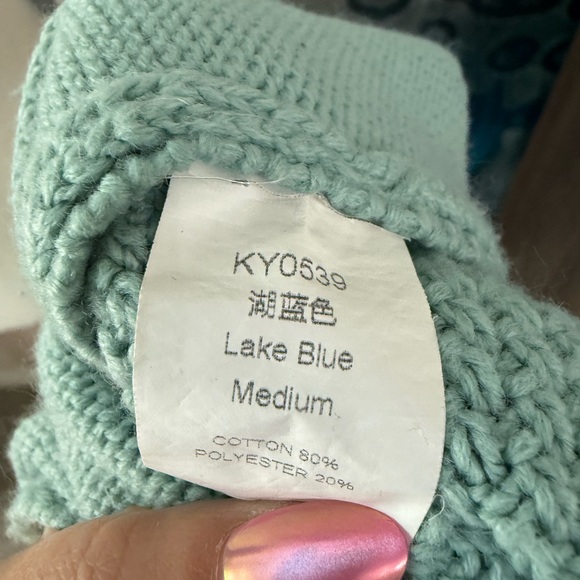 KY0539
湖蓝色
Lake Blue
Medium
COTTON 80%
POLYESTER 20%